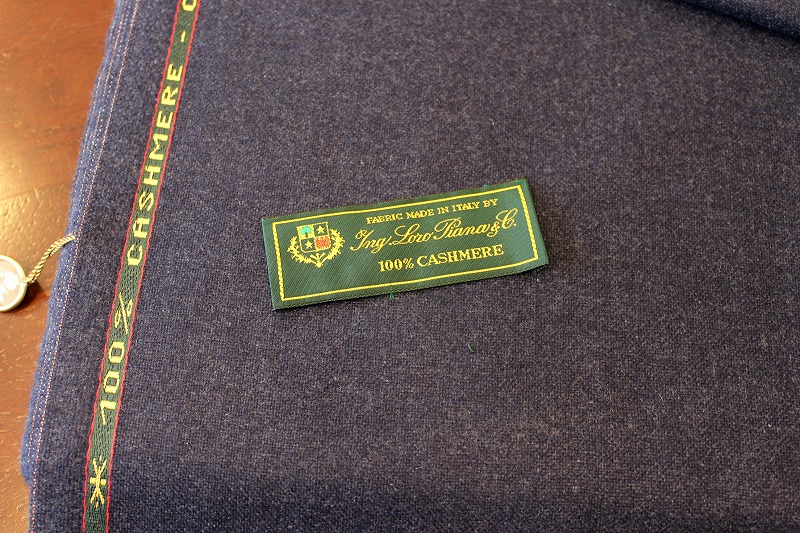 * 100% CASHMERE -
FABRIC MADE IN ITALY BY
Ing. Loro Piana & C.
100% CASHMERE